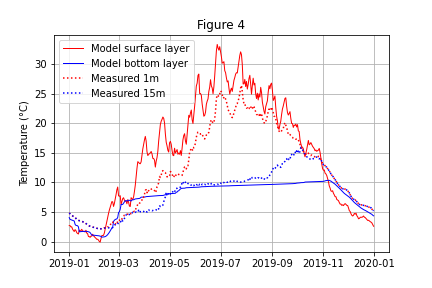 Figure 4
Model surface layer
Model bottom layer
Measured 1m
Measured 15m
Temperature (°C)
30
25
20
15
10
5
0
2019-01
2019-03
2019-05
2019-07
2019-09
2019-11
2020-01